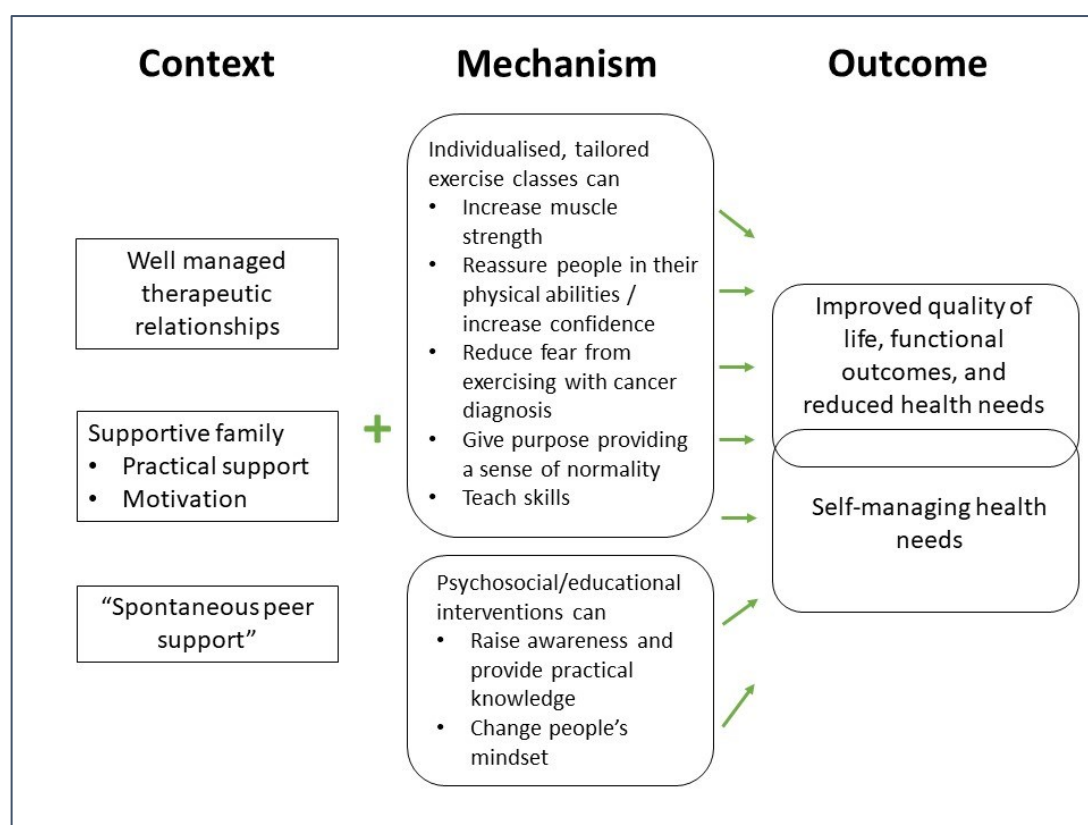 Context
Mechanism
Outcome
Well managed
therapeutic
relationships
Supportive family
• Practical support
• Motivation
“Spontaneous peer
support”
+
Individualised, tailored
exercise classes can
• Increase muscle
strength
• Reassure people in their
physical abilities /
increase confidence
• Reduce fear from
exercising with cancer
diagnosis
• Give purpose providing
a sense of normality
• Teach skills
Psychosocial/educational
interventions can
• Raise awareness and
provide practical
knowledge
• Change people’s
mindset
Improved quality of
life, functional
outcomes, and
reduced health needs
Self-managing health
needs